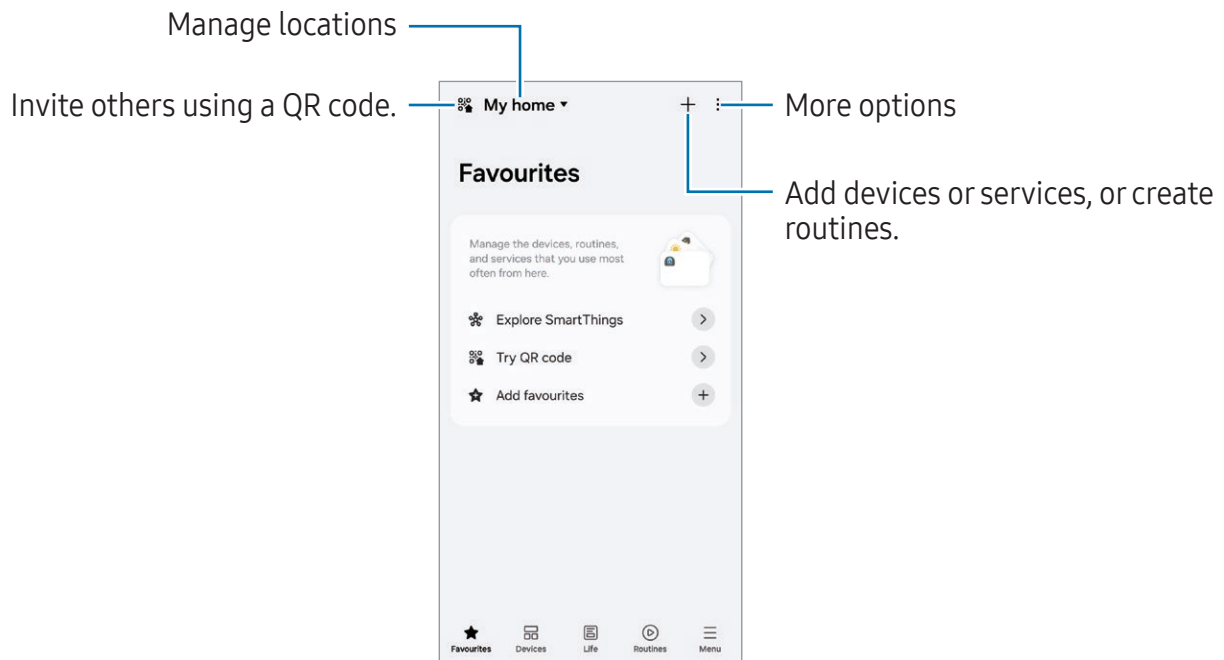 Manage locations
Invite others using a QR code.
My home
More options
Favourites
Add devices or services, or create
routines.
Manage the devices, routines,
and services that you use most
often from here.
Explore SmartThings
Try QR code
Add favourites
Favourites
Devices
Life
Routines
Menu